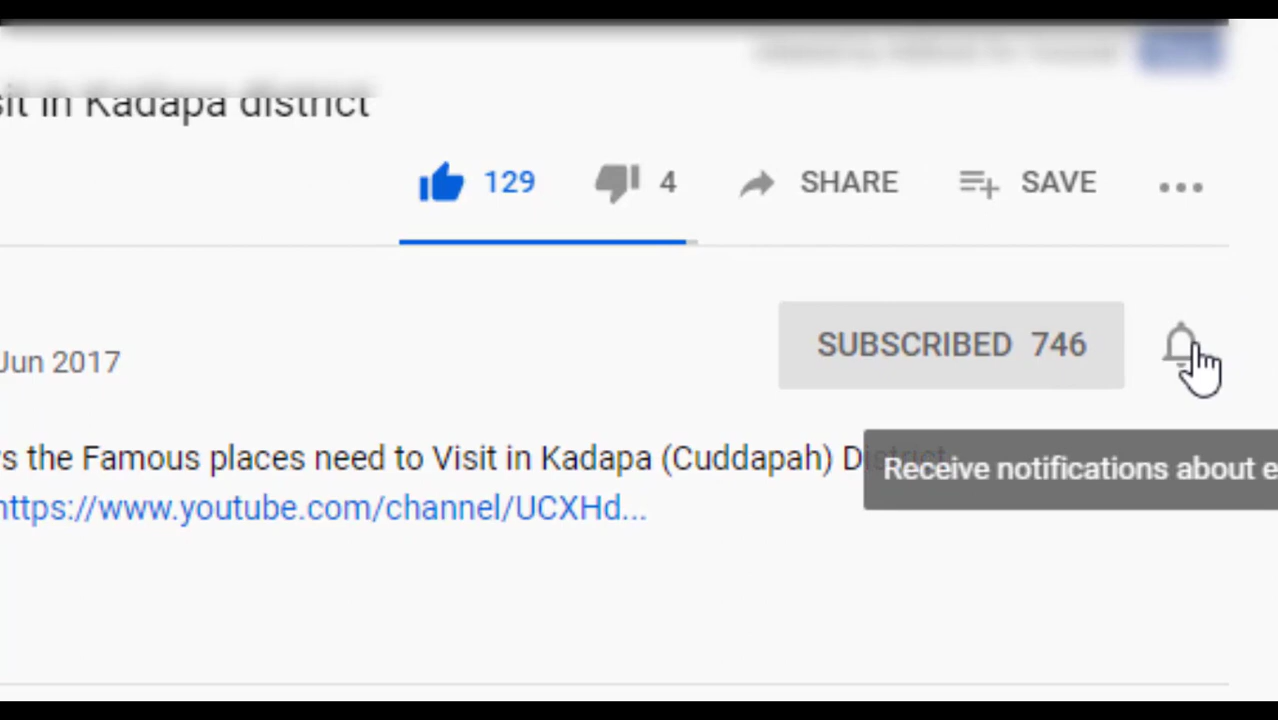 sit in Kadapa district
129 4 SHARE SAVE
SUBSCRIBED 746
Jun 2017
s the Famous places need to Visit in Kadapa (Cuddapah) District
Receive notifications about e
https://www.youtube.com/channel/UCXHd...